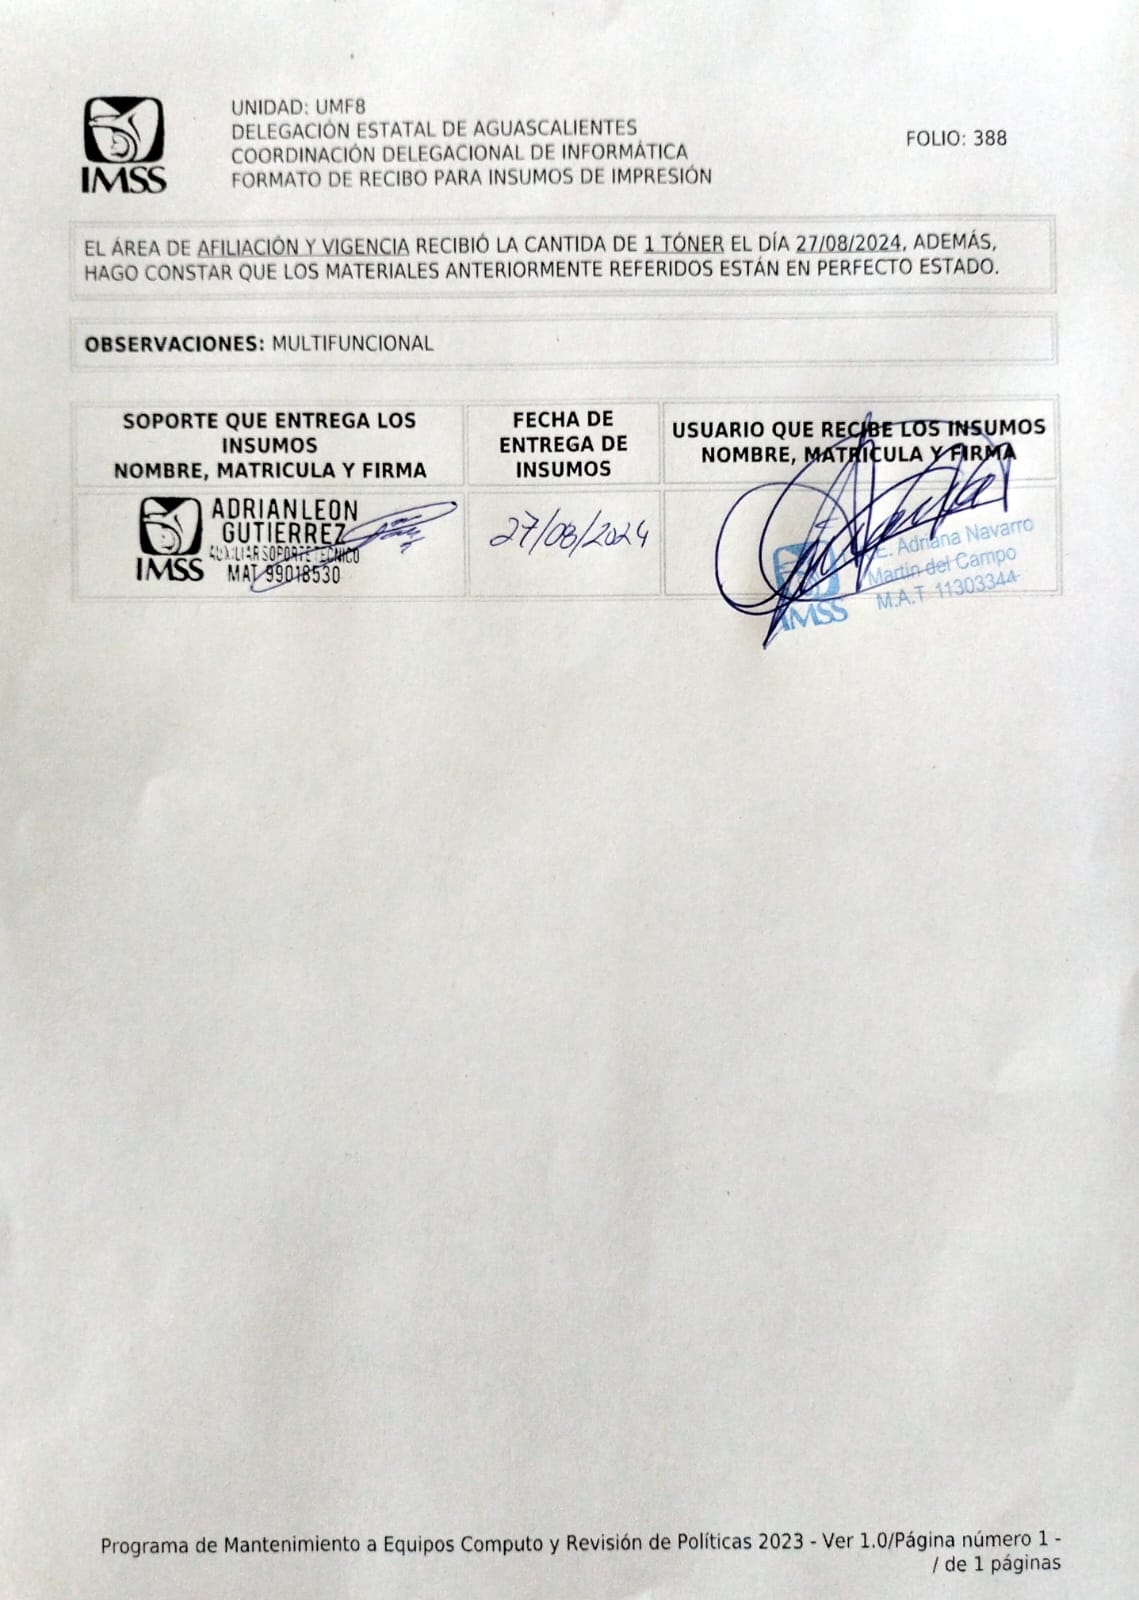 IMSS
UNIDAD: UMF8
DELEGACIÓN ESTATAL DE AGUASCALIENTES
COORDINACIÓN DELEGACIONAL DE INFORMÁTICA
FORMATO DE RECIBO PARA INSUMOS DE IMPRESIÓN
FOLIO: 388
EL ÁREA DE AFILIACIÓN Y VIGENCIA RECIBIÓ LA CANTIDA DE 1 TÓNER EL DÍA 27/08/2024, ADEMÁS,
HAGO CONSTAR QUE LOS MATERIALES ANTERIORMENTE REFERIDOS ESTÁN EN PERFECTO ESTADO.
OBSERVACIONES: MULTIFUNCIONAL
SOPORTE QUE ENTREGA LOS
INSUMOS
NOMBRE, MATRICULA Y FIRMA
FECHA DE
ENTREGA DE
INSUMOS
USUARIO QUE RECIBE LOS INSUMOS
NOMBRE, MATRICULA Y FIRMA
IMSS
ADRIAN LEON
GUTIERREZ
AUXILIAR SOPORTE TECNICO
MAT 99018530
27/08/2024
IMSS
E. Adriana Navarro
Martin del Campo
M.A.T 11303344
Programa de Mantenimiento a Equipos Computo y Revisión de Políticas 2023 - Ver 1.0/Página número 1 -
/ de 1 páginas